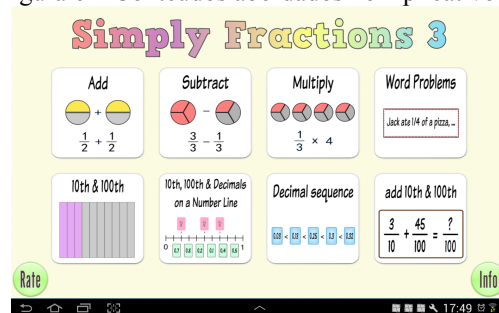 Simply Fractions 3
Add
1/2 + 1/2
Subtract
3/3 - 1/3
Multiply
1/3 × 4
Word Problems
Jack ate 1/4 of a pizza, ...
10th & 100th
10th, 100th & Decimals
on a Number Line
0 1
Decimal sequence
add 10th & 100th
3/10 + 45/100 = ?/100
Rate
Info
17:49